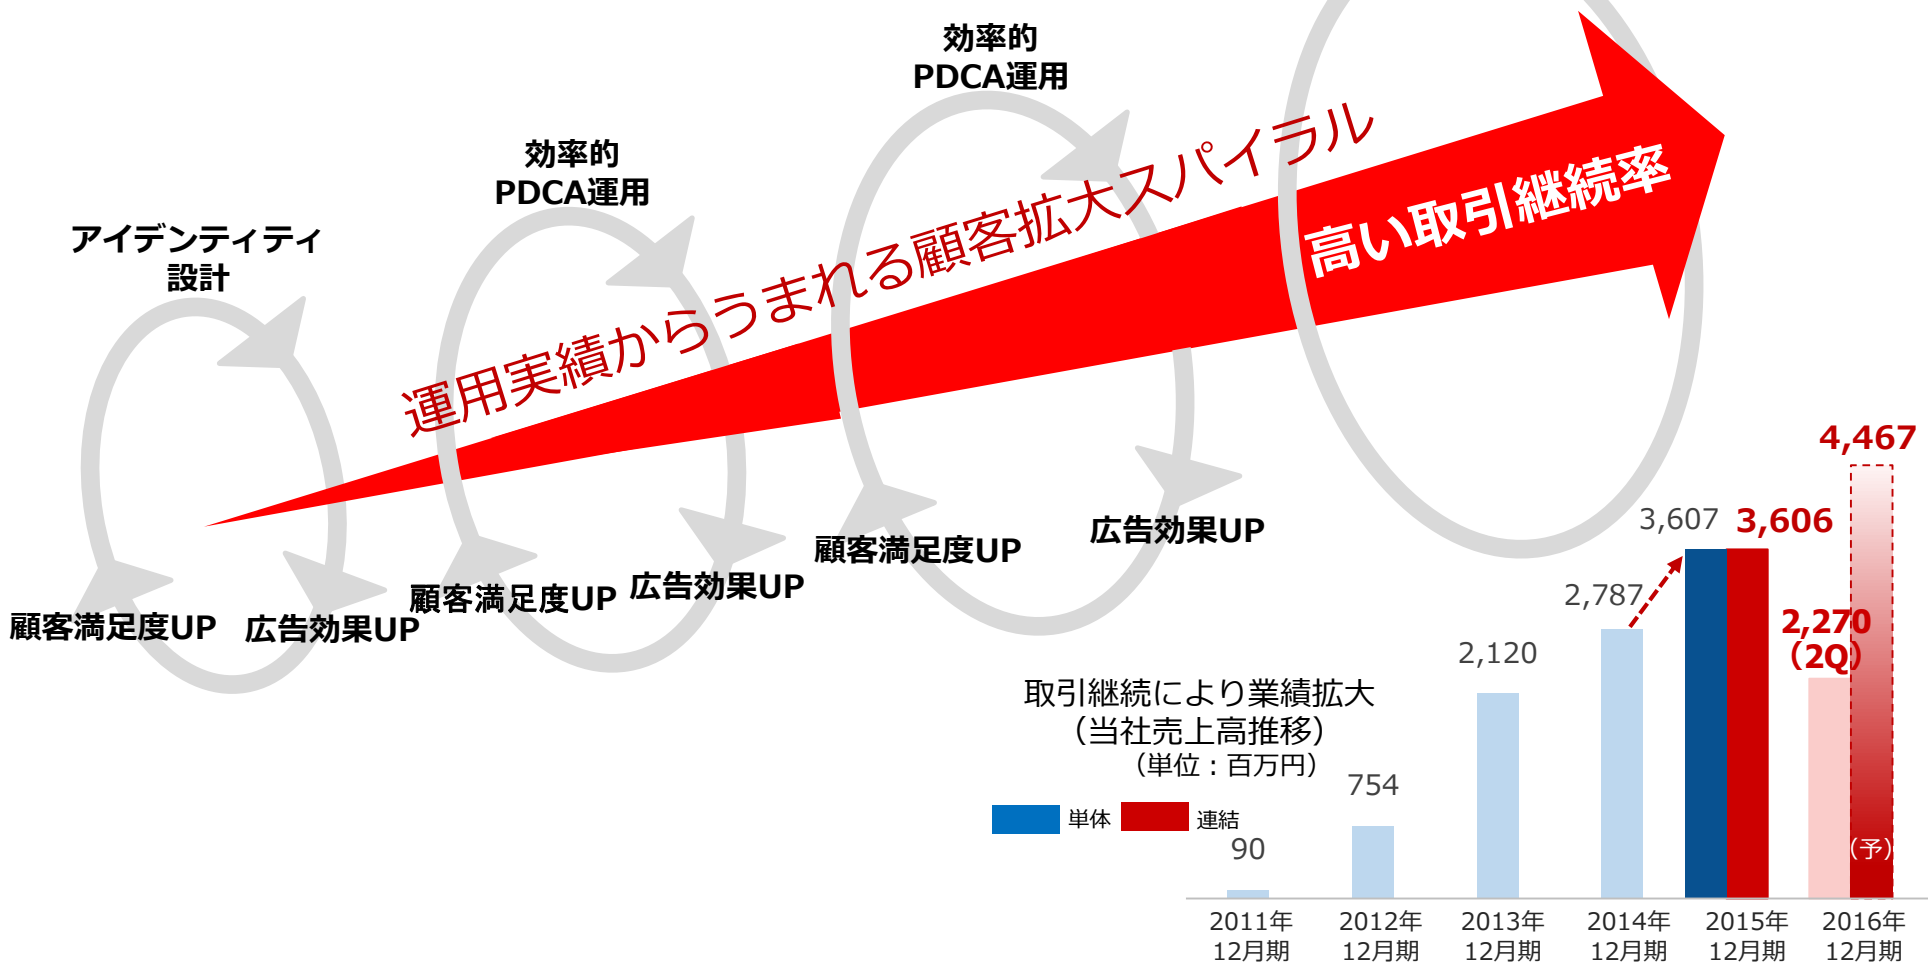 効率的
PDCA運用
効率的
PDCA運用
アイデンティティ
設計
運用実績からうまれる顧客拡大スパイラル
高い取引継続率
顧客満足度UP
広告効果UP
顧客満足度UP
広告効果UP
顧客満足度UP
広告効果UP
取引継続により業績拡大
（当社売上高推移）
（単位：百万円）
単体
連結
90
754
2,120
2,787
3,607
3,606
2,270
（2Q）
4,467
（予）
2011年
12月期
2012年
12月期
2013年
12月期
2014年
12月期
2015年
12月期
2016年
12月期